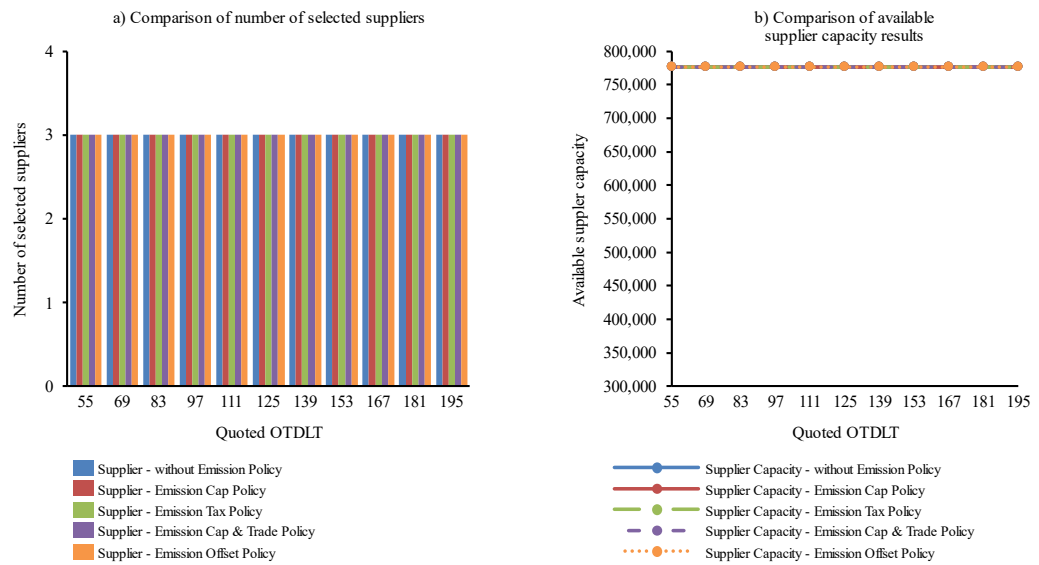 a) Comparison of number of selected suppliers
4
3
2
1
0
Number of selected suppliers
55 69 83 97 111 125 139 153 167 181 195
Quoted OTDLT
Supplier - without Emission Policy
Supplier - Emission Cap Policy
Supplier - Emission Tax Policy
Supplier - Emission Cap & Trade Policy
Supplier - Emission Offset Policy
b) Comparison of available
supplier capacity results
800,000
750,000
700,000
650,000
600,000
550,000
500,000
450,000
400,000
350,000
300,000
Available suppler capacity
55 69 83 97 111 125 139 153 167 181 195
Quoted OTDLT
Supplier Capacity - without Emission Policy
Supplier Capacity - Emission Cap Policy
Supplier Capacity - Emission Tax Policy
Supplier Capacity - Emission Cap & Trade Policy
Supplier Capacity - Emission Offset Policy